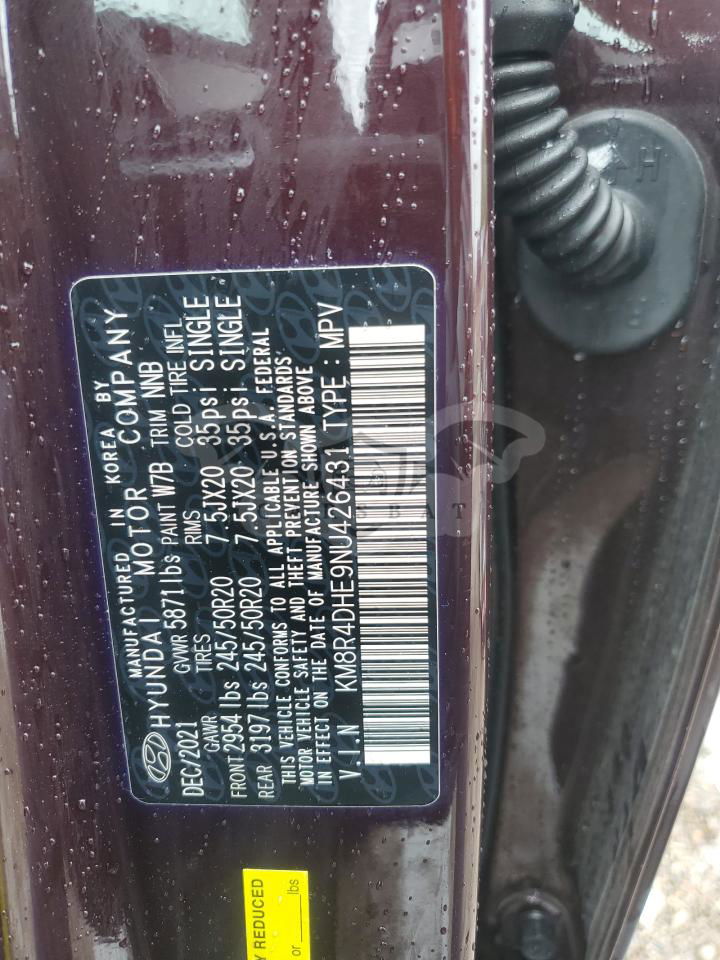 MANUFACTURED IN KOREA BY
HYUNDAI MOTOR COMPANY
DEC/2021 GVWR 5871lbs PAINT W7B TRIM NNB
GAWR TIRES RIMS COLD TIRE INFL
FRONT 2954 lbs 245/50R20 7.5JX20 35psi SINGLE
REAR 3197 lbs 245/50R20 7.5JX20 35psi SINGLE
THIS VEHICLE CONFORMS TO ALL APPLICABLE U.S.A. FEDERAL
MOTOR VEHICLE SAFETY AND THEFT PREVENTION STANDARDS
IN EFFECT ON THE DATE OF MANUFACTURE SHOWN ABOVE
V.I.N KM8R4DHE9NU426431 TYPE : MPV
Y REDUCED
or ____lbs